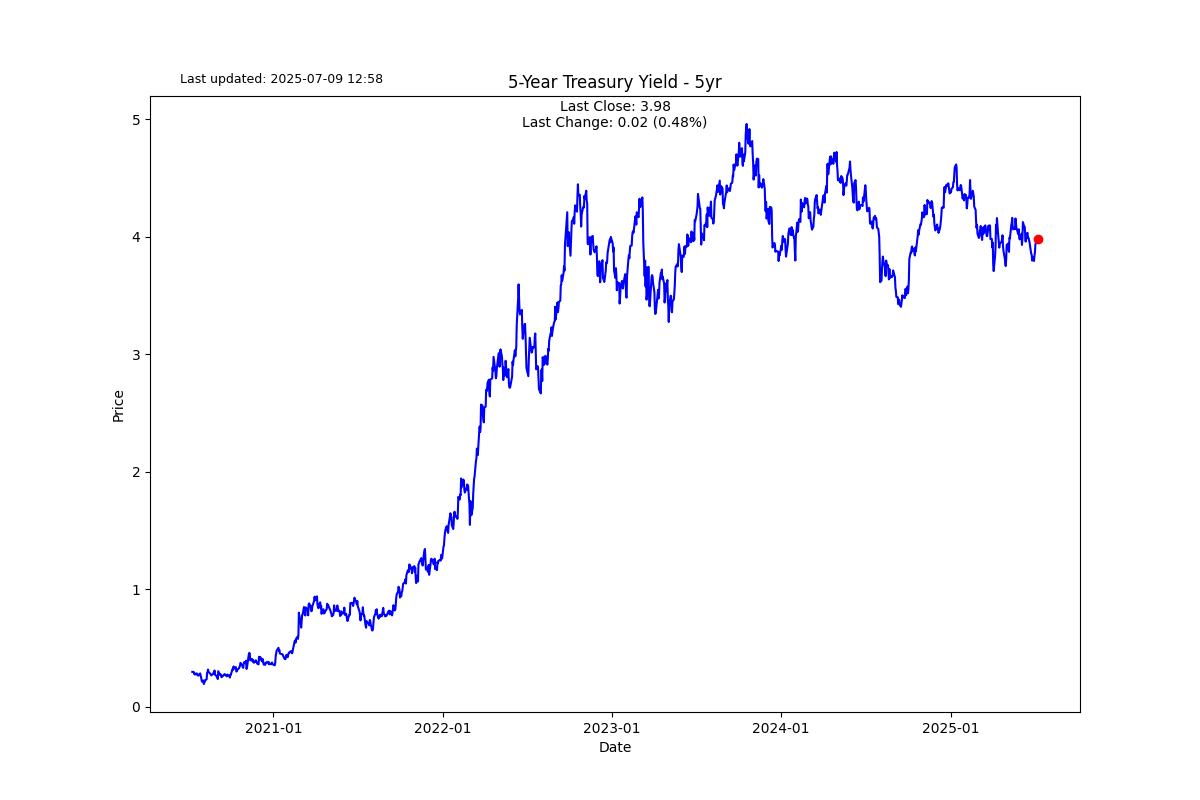 Last updated: 2025-07-09 12:58
5-Year Treasury Yield - 5yr
Last Close: 3.98
Last Change: 0.02 (0.48%)
5
4
3
2
1
0
Price
2021-01
2022-01
2023-01
2024-01
2025-01
Date